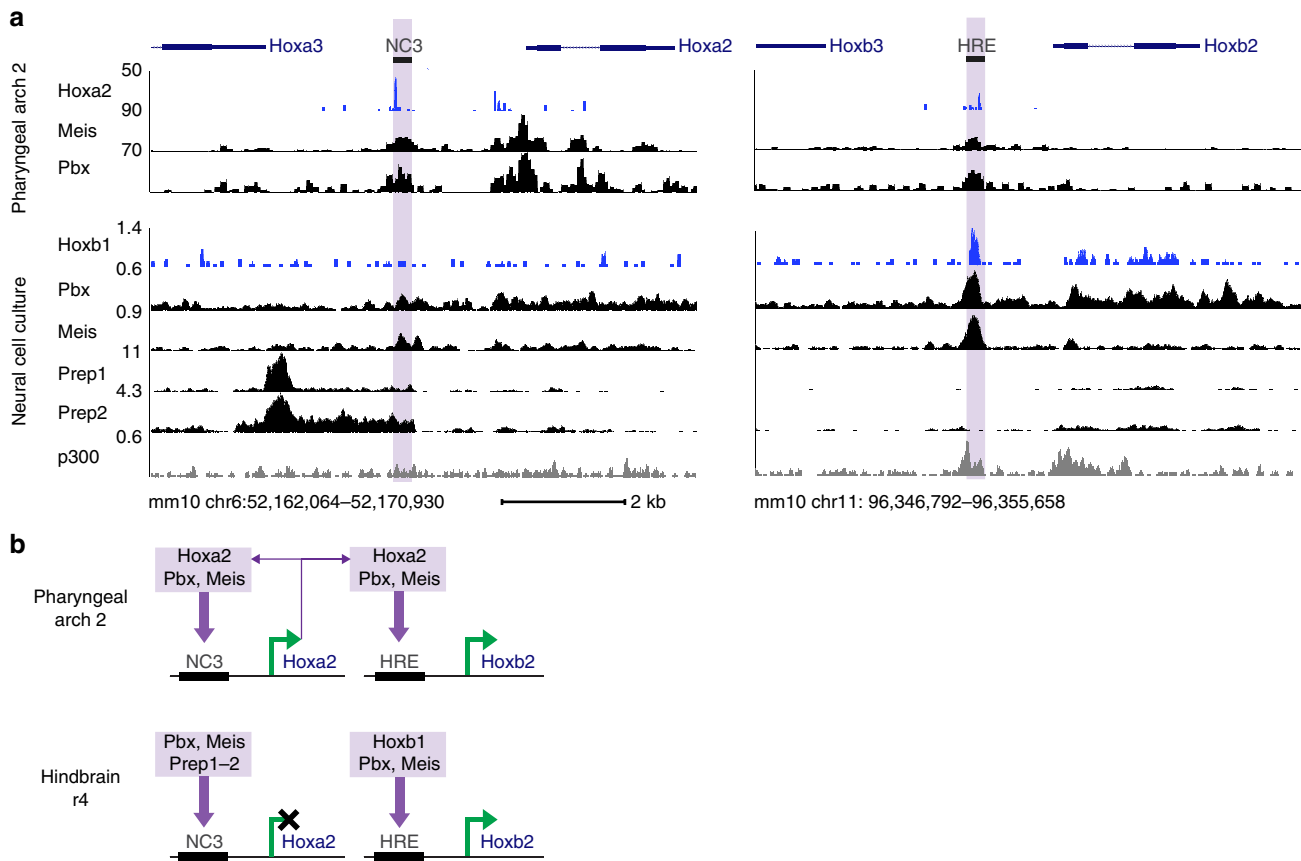 a
Hoxa3 NC3 Hoxa2 Hoxb3 HRE Hoxb2
Pharyngeal arch 2
50
Hoxa2
90
Meis
70
Pbx
Neural cell culture
1.4
Hoxb1
0.6
Pbx
0.9
Meis
11
Prep1
4.3
Prep2
0.6
p300
mm10 chr6:52,162,064–52,170,930 2 kb mm10 chr11: 96,346,792–96,355,658
b
Pharyngeal
arch 2
Hoxa2
Pbx, Meis
NC3 Hoxa2
Hoxa2
Pbx, Meis
HRE Hoxb2
Hindbrain
r4
Pbx, Meis
Prep1–2
NC3 Hoxa2
Hoxb1
Pbx, Meis
HRE Hoxb2